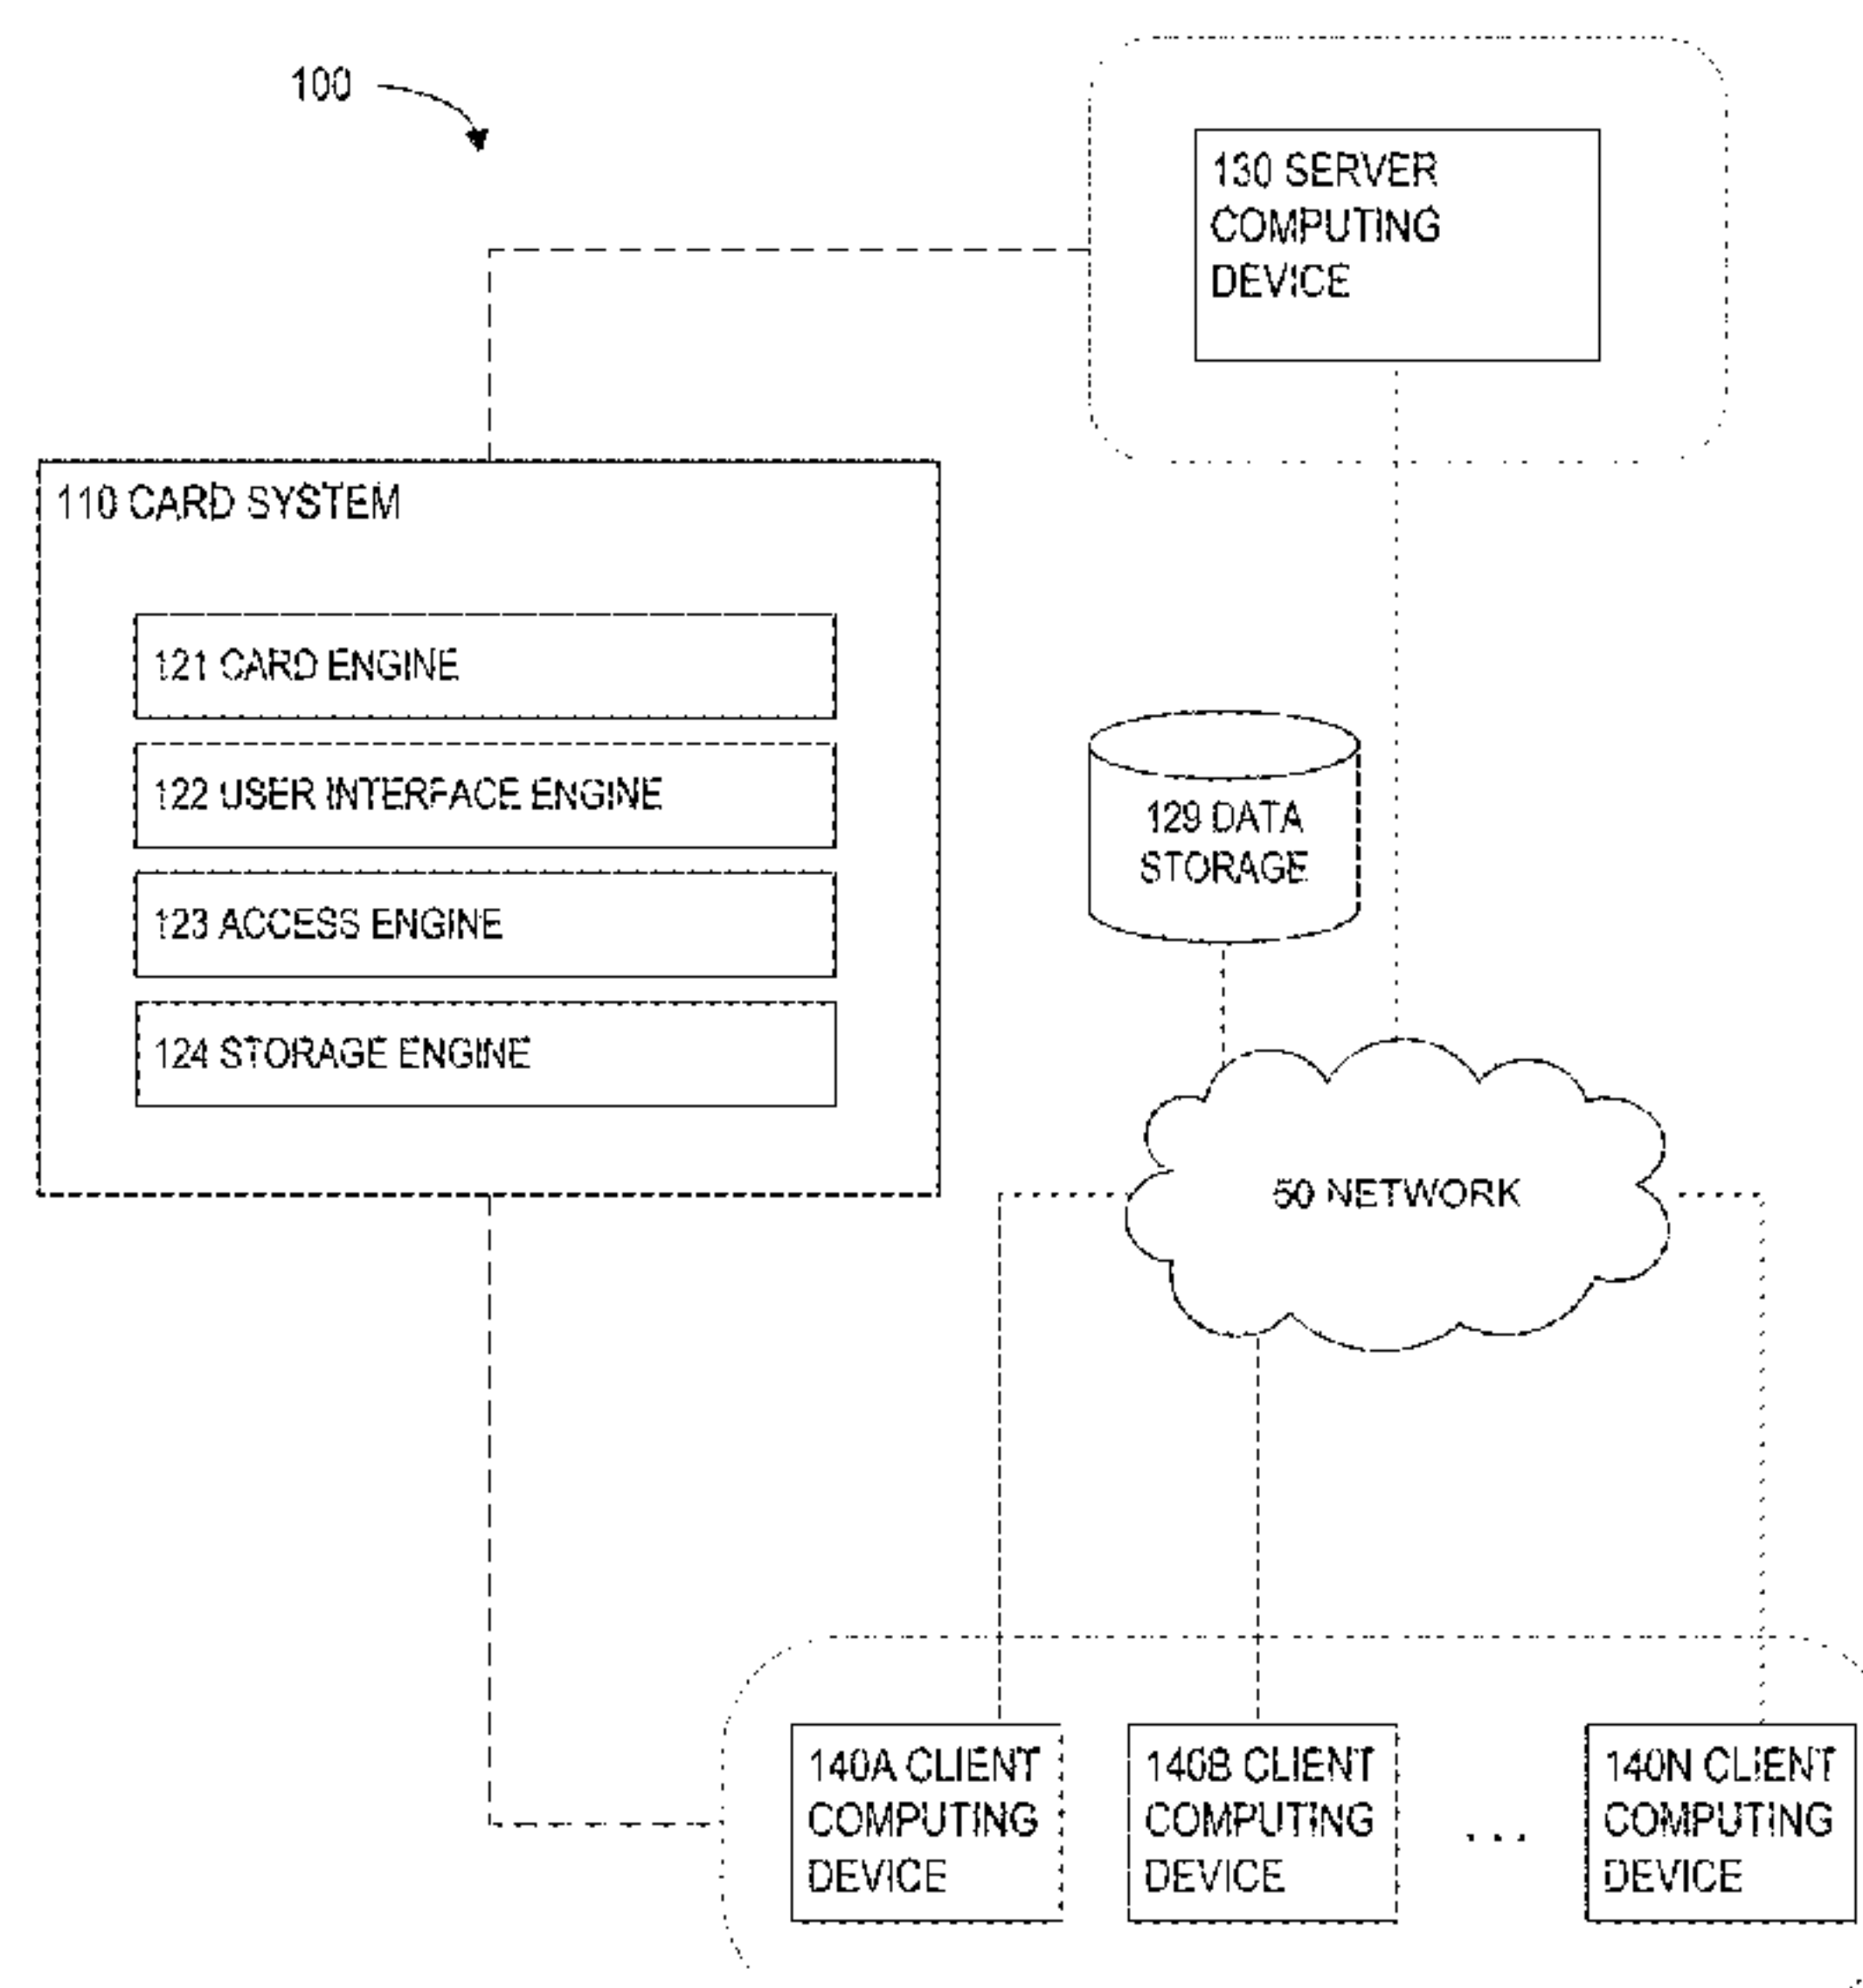 100
130 SERVER
COMPUTING
DEVICE
110 CARD SYSTEM
121 CARD ENGINE
122 USER INTERFACE ENGINE
123 ACCESS ENGINE
124 STORAGE ENGINE
129 DATA
STORAGE
50 NETWORK
140A CLIENT
COMPUTING
DEVICE
140B CLIENT
COMPUTING
DEVICE
...
140N CLIENT
COMPUTING
DEVICE